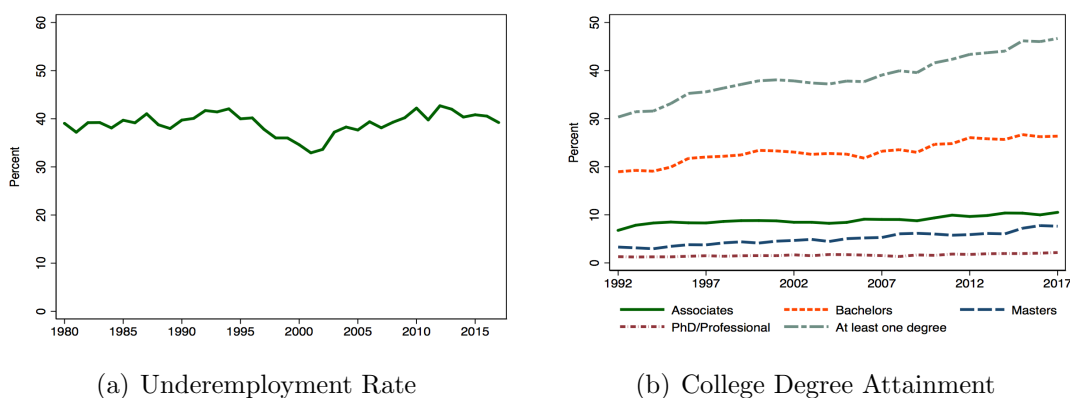 Percent
0 10 20 30 40 50 60
1980 1985 1990 1995 2000 2005 2010 2015
(a) Underemployment Rate
Percent
0 10 20 30 40 50 60
1992 1997 2002 2007 2012 2017
Associates Bachelors Masters
PhD/Professional At least one degree
(b) College Degree Attainment